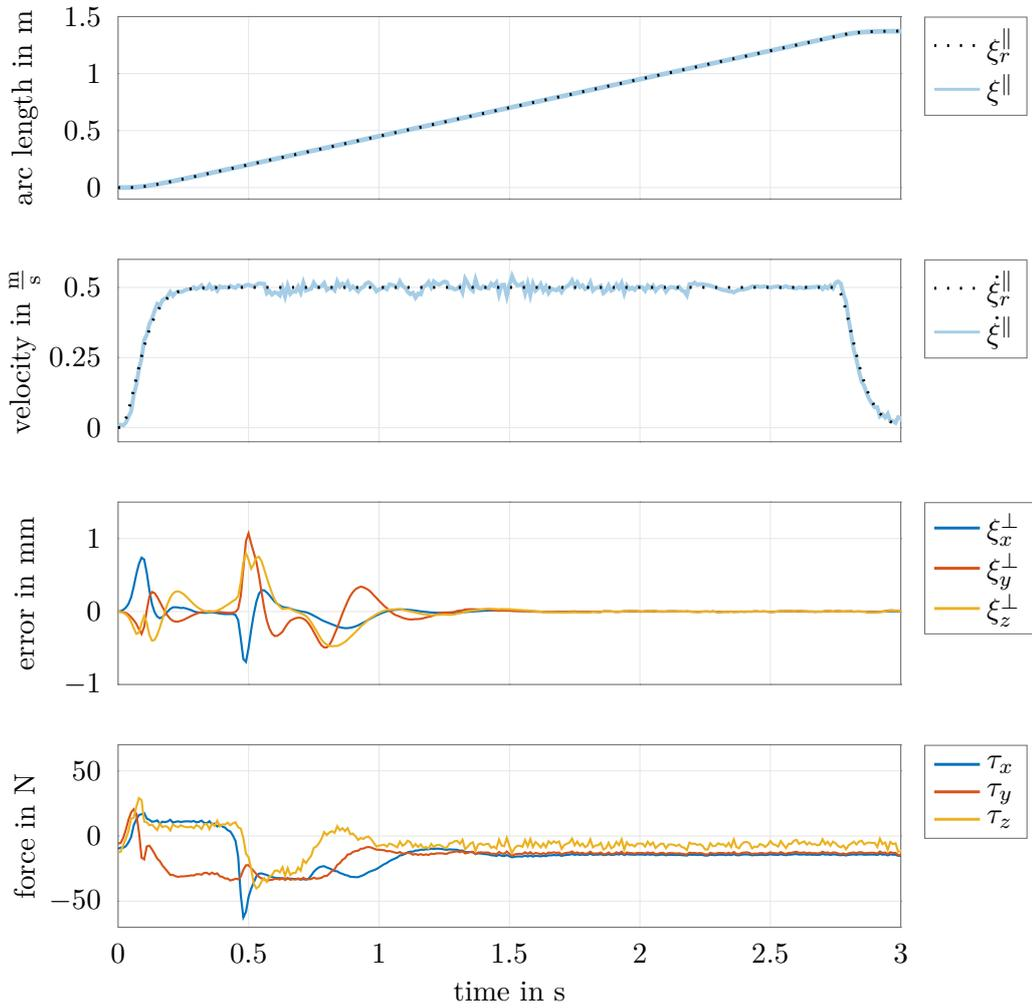 arc length in m
1.5
1
0.5
0
ξ_r^∥
ξ^∥
velocity in m/s
0.5
0.25
0
ξ̇_r^∥
ξ̇^∥
error in mm
1
0
−1
ξ_x^⊥
ξ_y^⊥
ξ_z^⊥
force in N
50
0
−50
τ_x
τ_y
τ_z
0 0.5 1 1.5 2 2.5 3
time in s